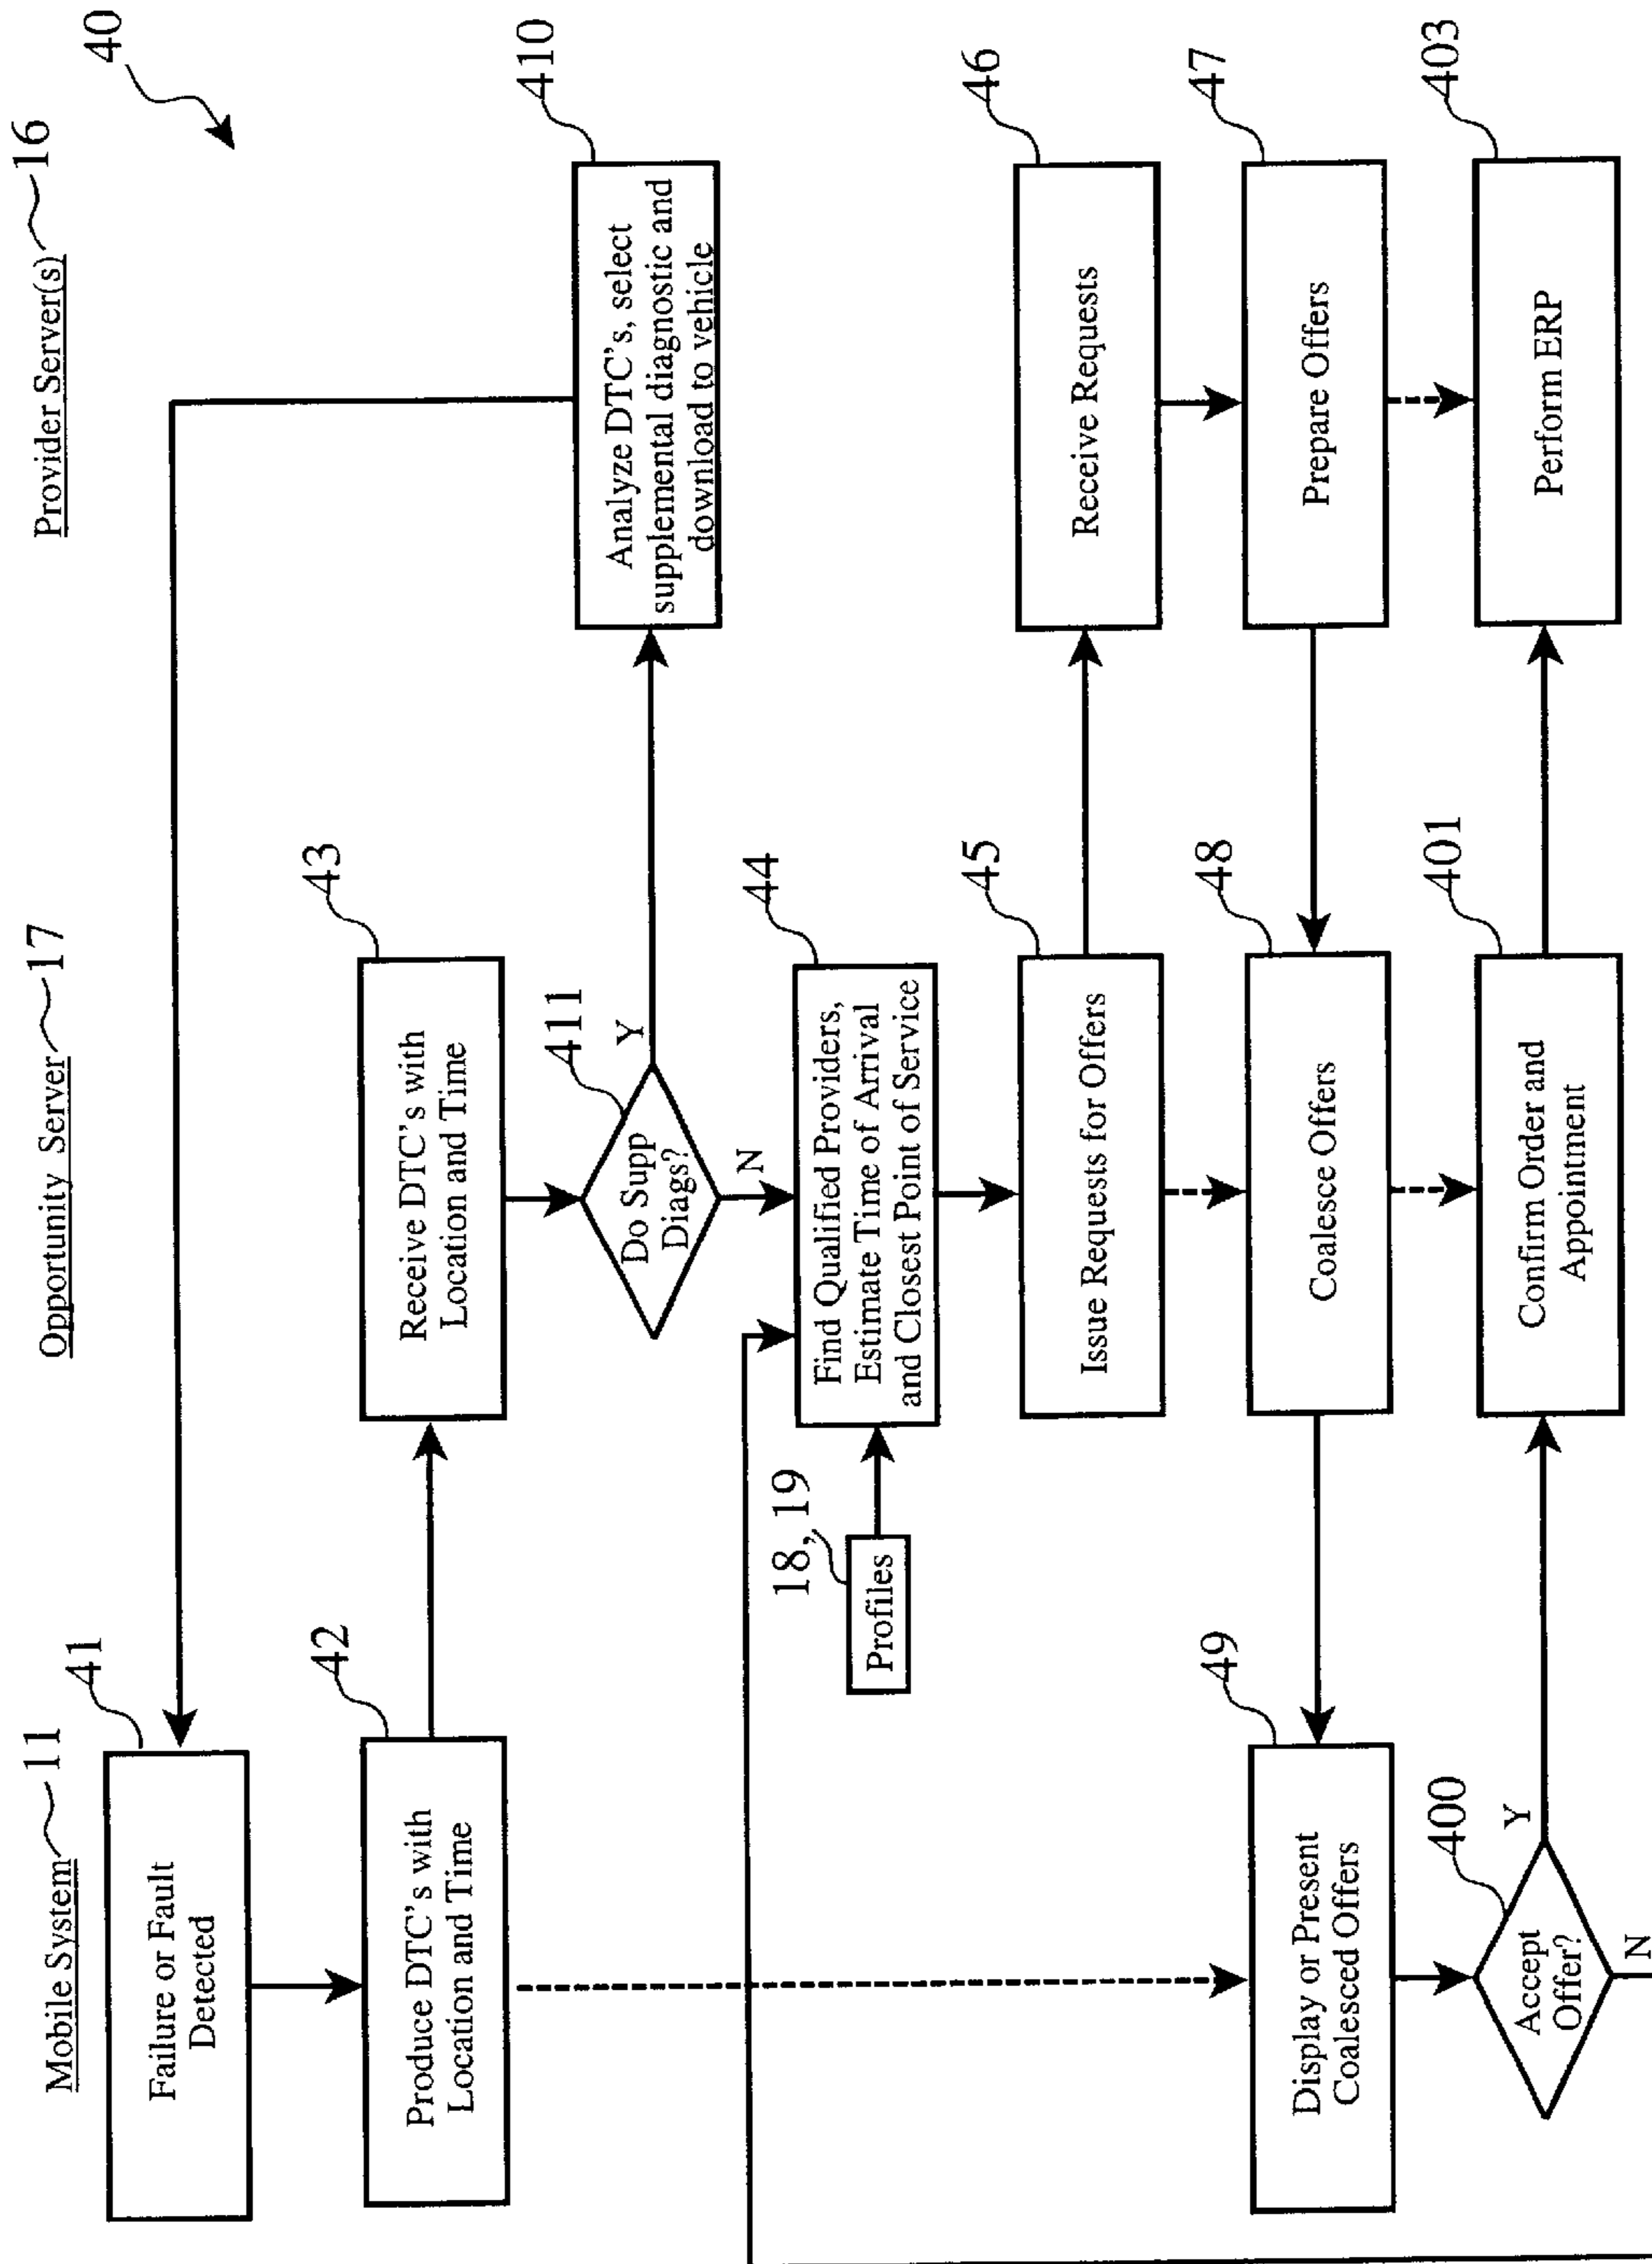 40
Mobile System 11
Opportunity Server 17
Provider Server(s) 16
41
Failure or Fault
Detected
42
Produce DTC's with
Location and Time
43
Receive DTC's with
Location and Time
411
Do Supp
Diags?
Y
N
410
Analyze DTC's, select
supplemental diagnostic and
download to vehicle
18, 19
Profiles
44
Find Qualified Providers,
Estimate Time of Arrival
and Closest Point of Service
45
Issue Requests for Offers
46
Receive Requests
47
Prepare Offers
48
Coalesce Offers
49
Display or Present
Coalescced Offers
400
Accept
Offer?
Y
N
401
Confirm Order and
Appointment
403
Perform ERP